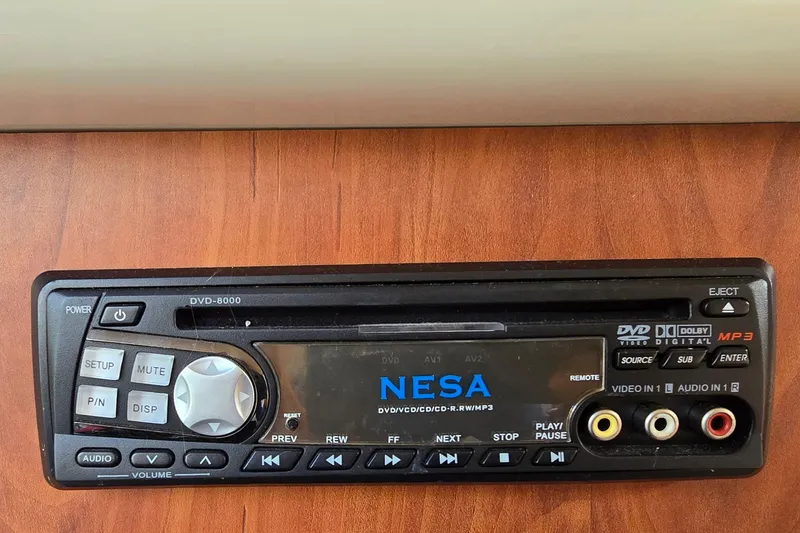 DVD-8000
EJECT
POWER
DVD VIDEO DOLBY DIGITAL MP3
SOURCE SUB ENTER
SETUP MUTE
DVD AV1 AV2
NESA
DVD/VCD/CD/CD-R.RW/MP3
REMOTE
VIDEO IN 1 L AUDIO IN 1 R
P/N DISP
RESET
PREV REW FF NEXT STOP PLAY/
PAUSE
AUDIO
VOLUME